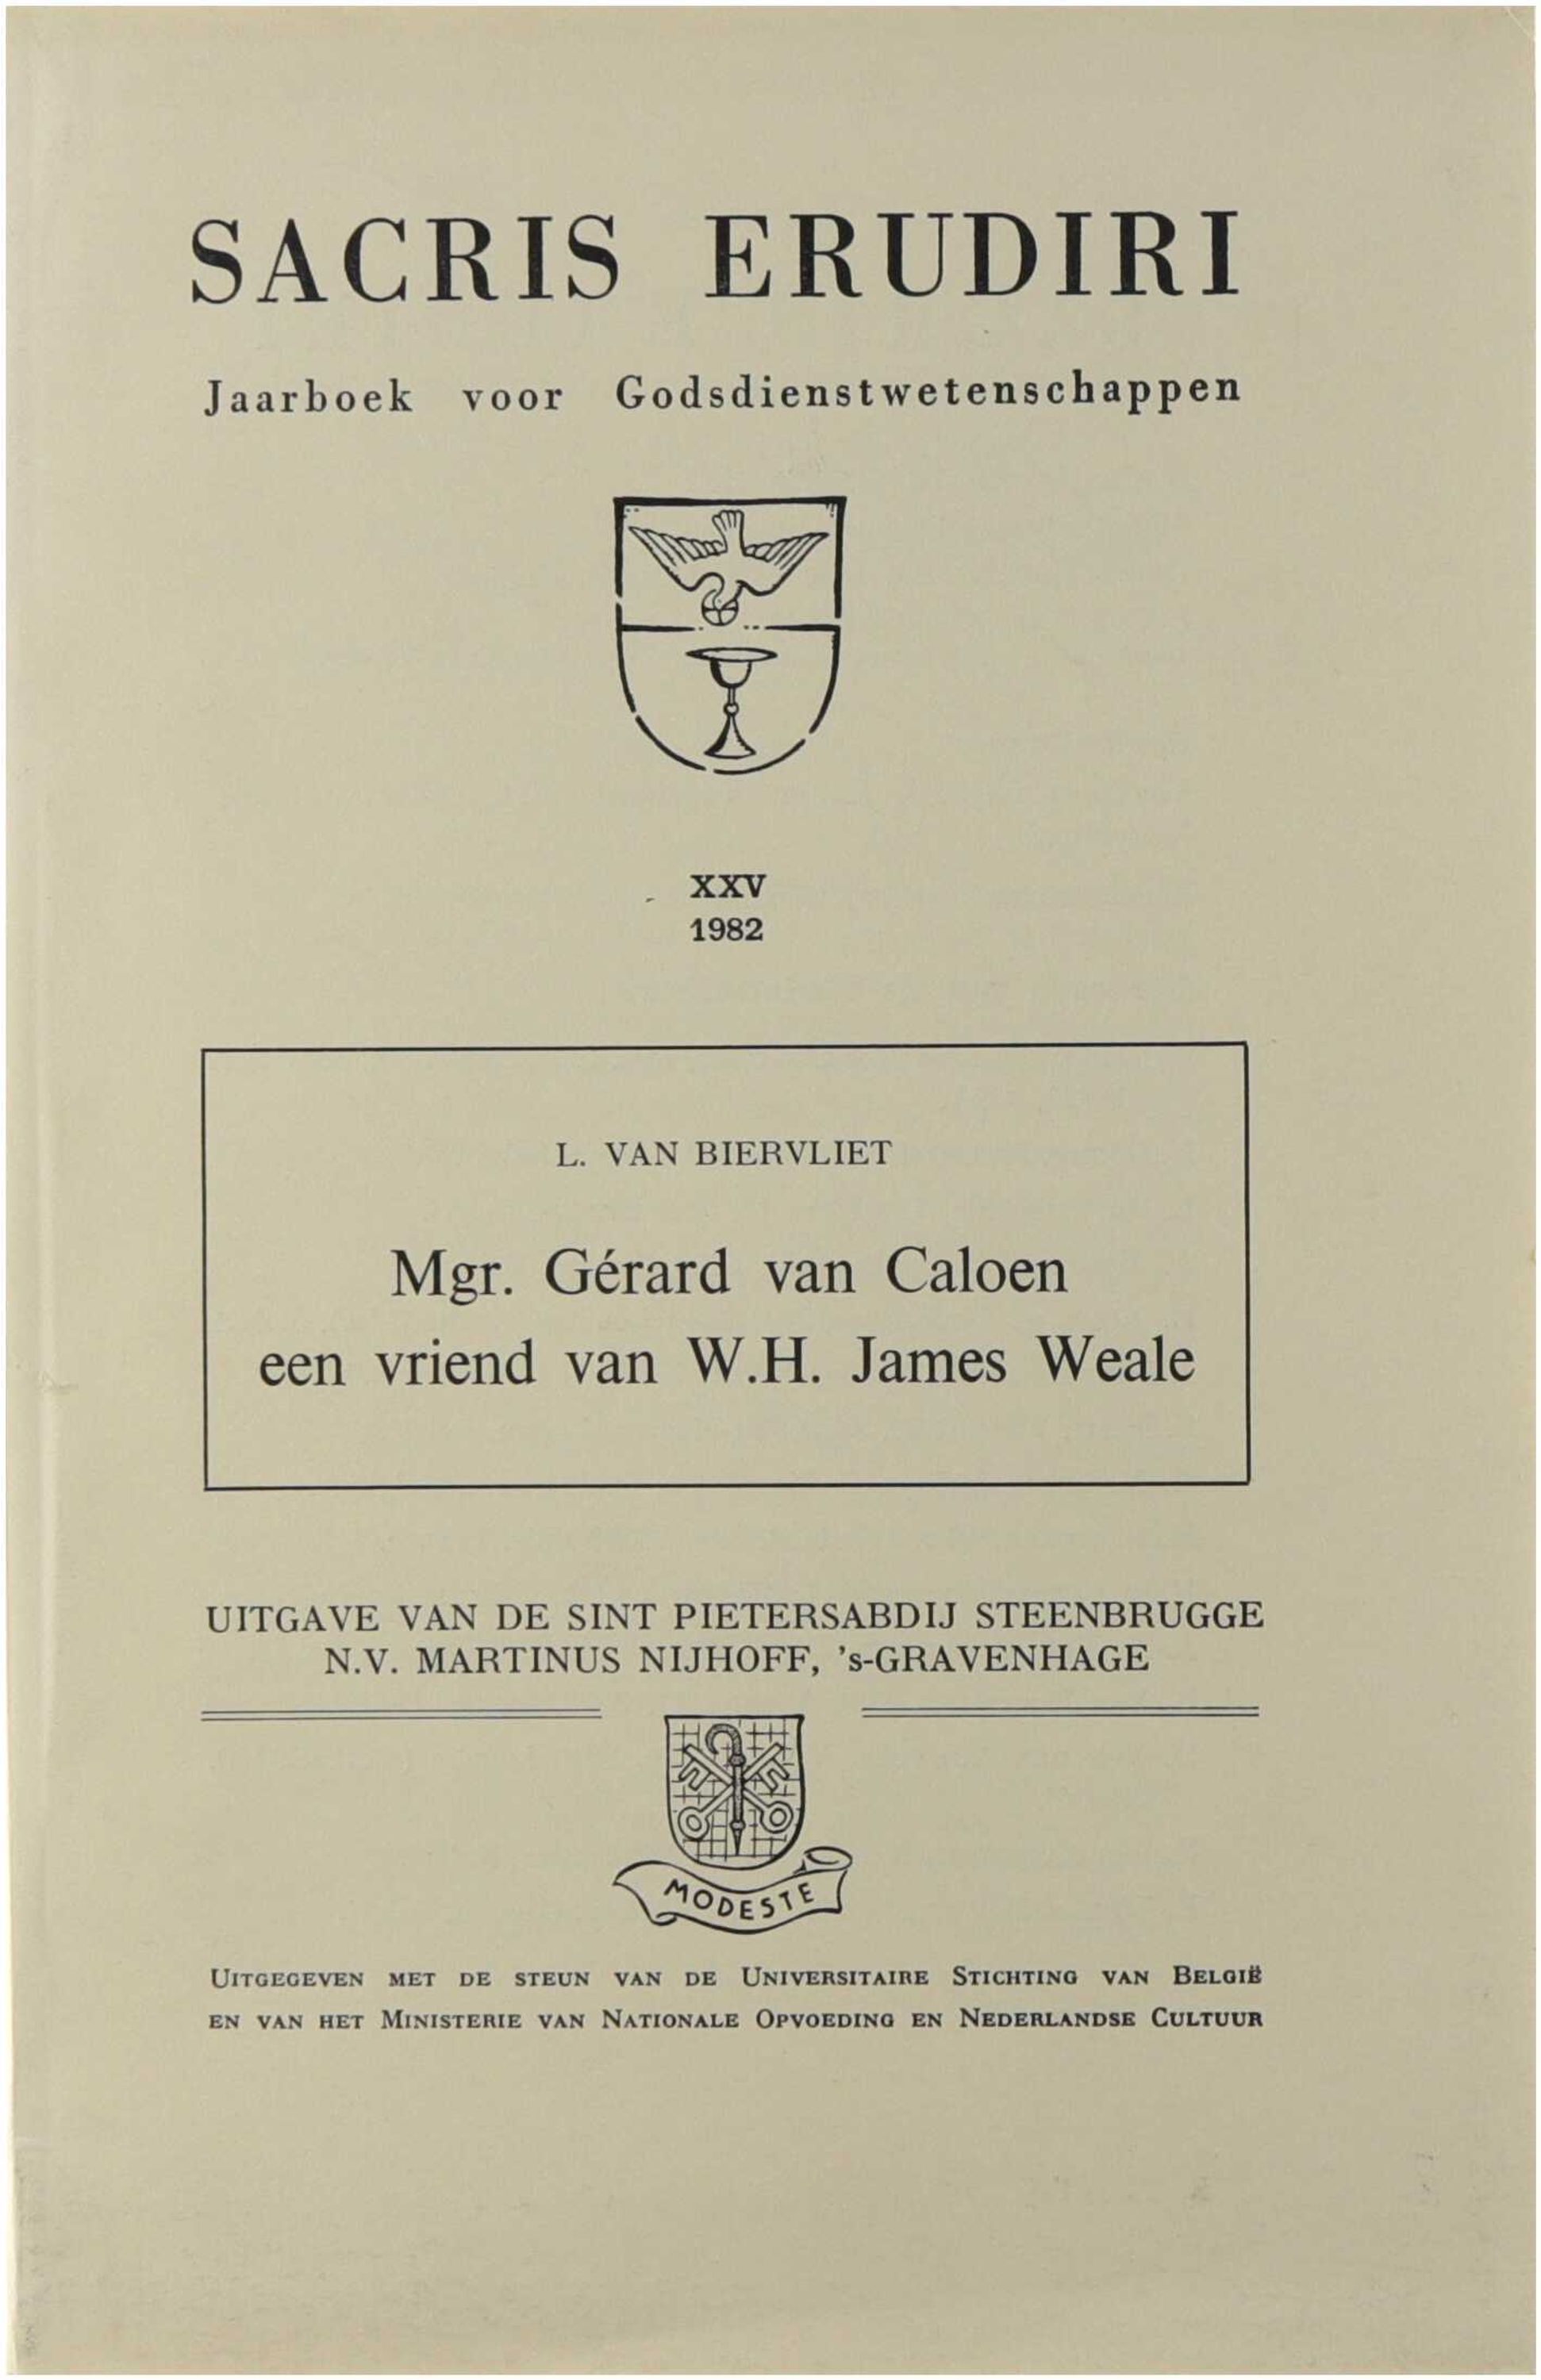 SACRIS ERUDIRI
Jaarboek voor Godsdienstwetenschappen
XXV
1982
L. VAN BIERVLIET
Mgr. Gérard van Caloen
een vriend van W.H. James Weale
UITGAVE VAN DE SINT PIETERSABDIJ STEENBRUGGE
N.V. MARTINUS NIJHOFF, 's-GRAVENHAGE
MODESTE
UITGEGEVEN MET DE STEUN VAN DE UNIVERSITAIRE STICHTING VAN BELGIË
EN VAN HET MINISTERIE VAN NATIONALE OPVOEDING EN NEDERLANDSE CULTUUR